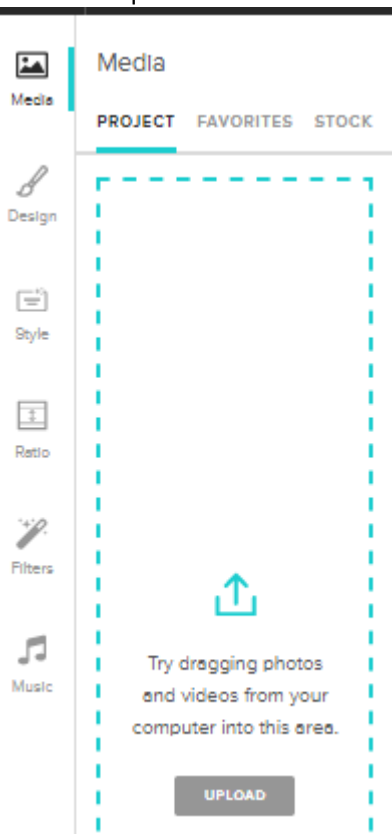 Media
Media
PROJECT FAVORITES STOCK
Design
Style
Ratio
Filters
Music
Try dragging photos
and videos from your
computer into this area.
UPLOAD